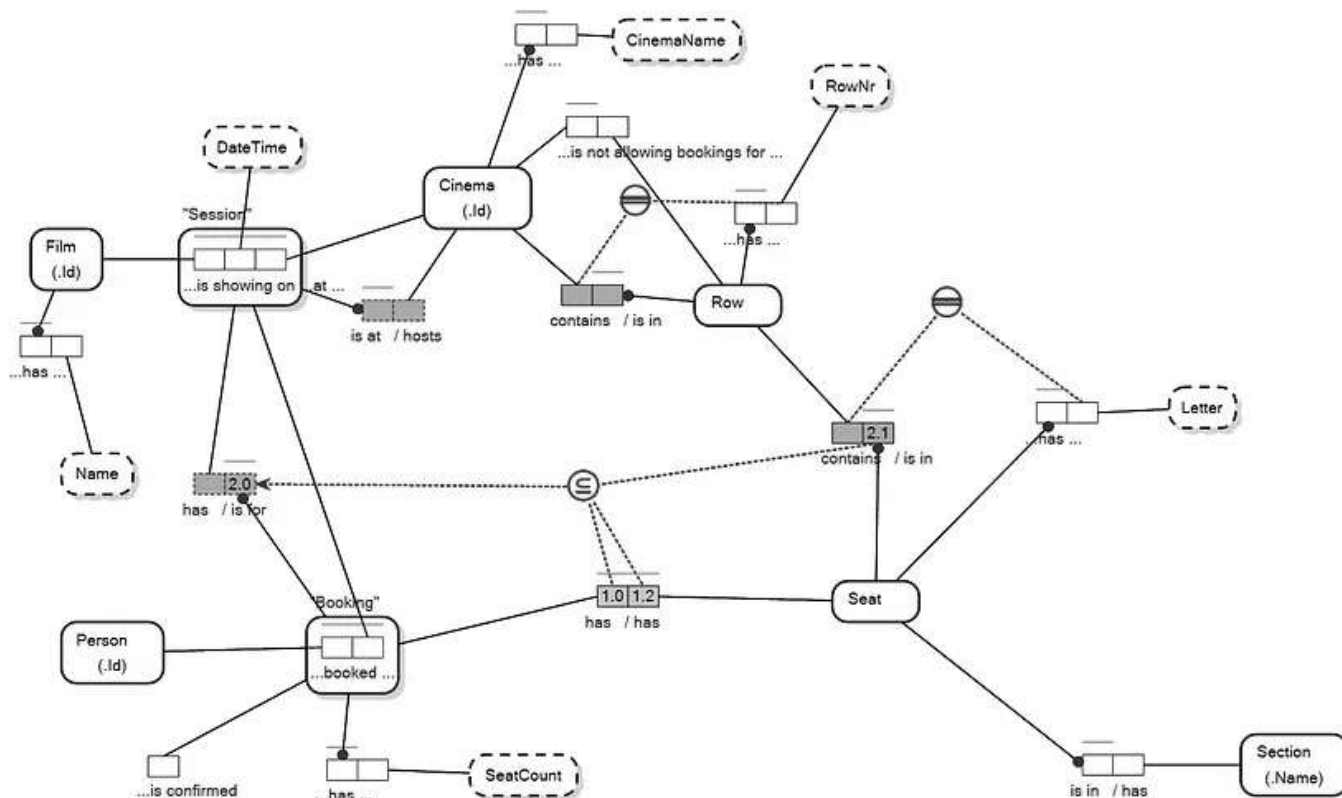 CinemaName
...has ...
RowNr
DateTime
...is not allowing bookings for ...
Cinema
(.Id)
"Session"
Film
(.Id)
...is showing on at ...
...has ...
contains / is in
Row
is at / hosts
...has ...
Letter
...has ...
2.1
contains / is in
Name
2.0
has / is for
1.0 1.2
has / has
Seat
"Booking"
Person
(.Id)
...booked ...
Section
(.Name)
SeatCount
is in / has
...is confirmed
...has ...